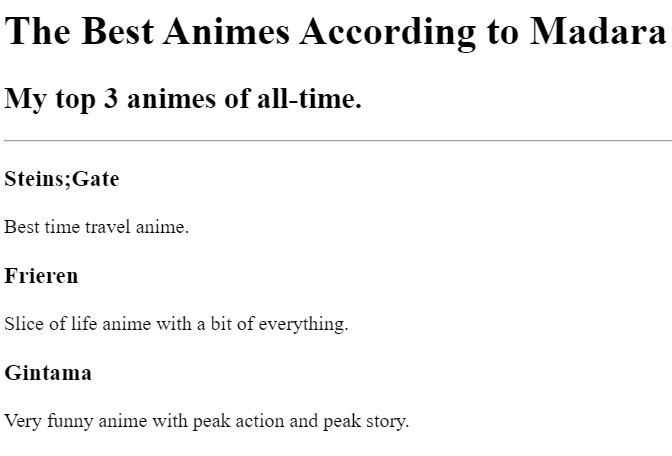 The Best Animes According to Madara
My top 3 animes of all-time.
Steins;Gate
Best time travel anime.
Frieren
Slice of life anime with a bit of everything.
Gintama
Very funny anime with peak action and peak story.